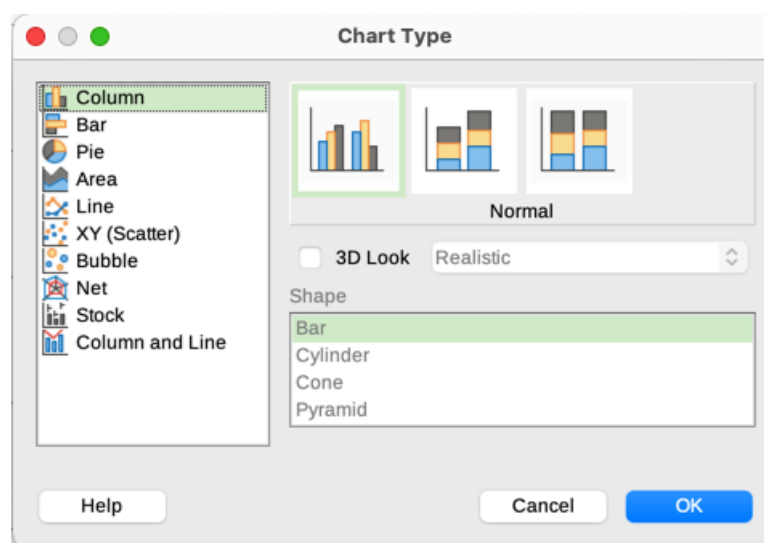 Chart Type
Column
Bar
Pie
Area
Line
XY (Scatter)
Bubble
Net
Stock
Column and Line
Normal
3D Look Realistic
Shape
Bar
Cylinder
Cone
Pyramid
Help Cancel OK